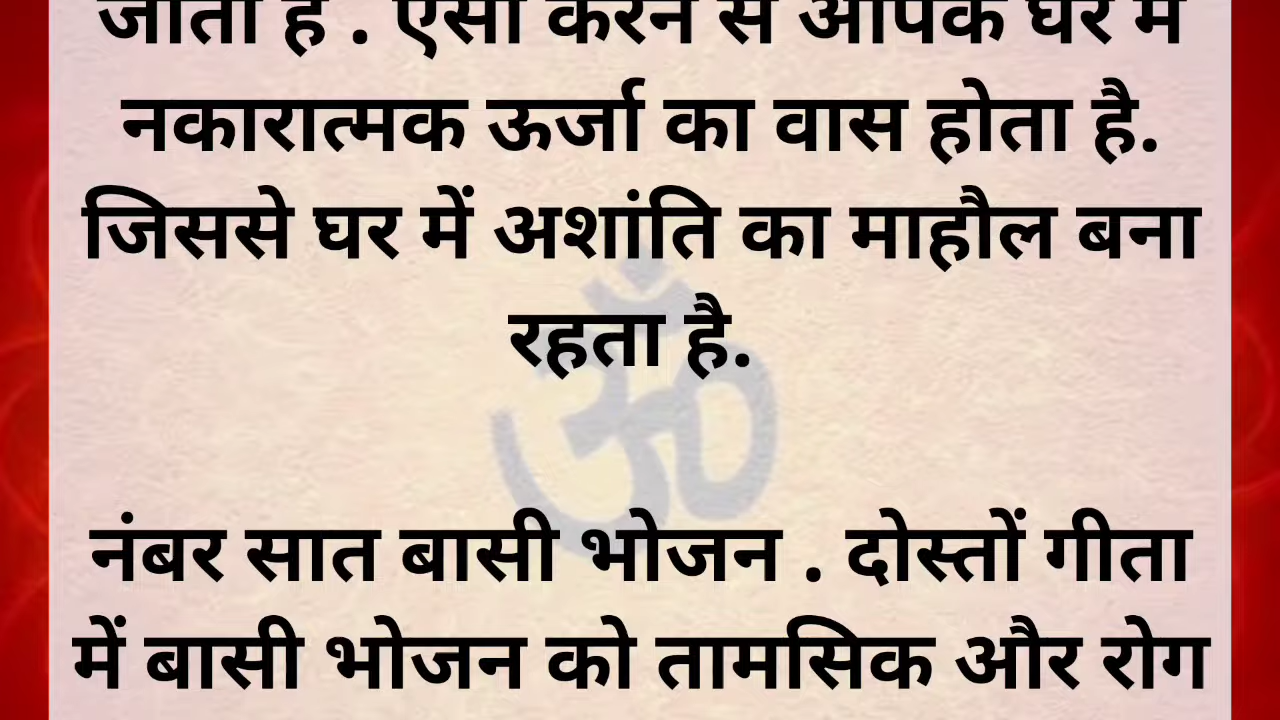 जाता है . ऐसा करने से आपके घर में
नकारात्मक ऊर्जा का वास होता है.
जिससे घर में अशांति का माहौल बना
रहता है.
ॐ
नंबर सात बासी भोजन . दोस्तों गीता
में बासी भोजन को तामसिक और रोग